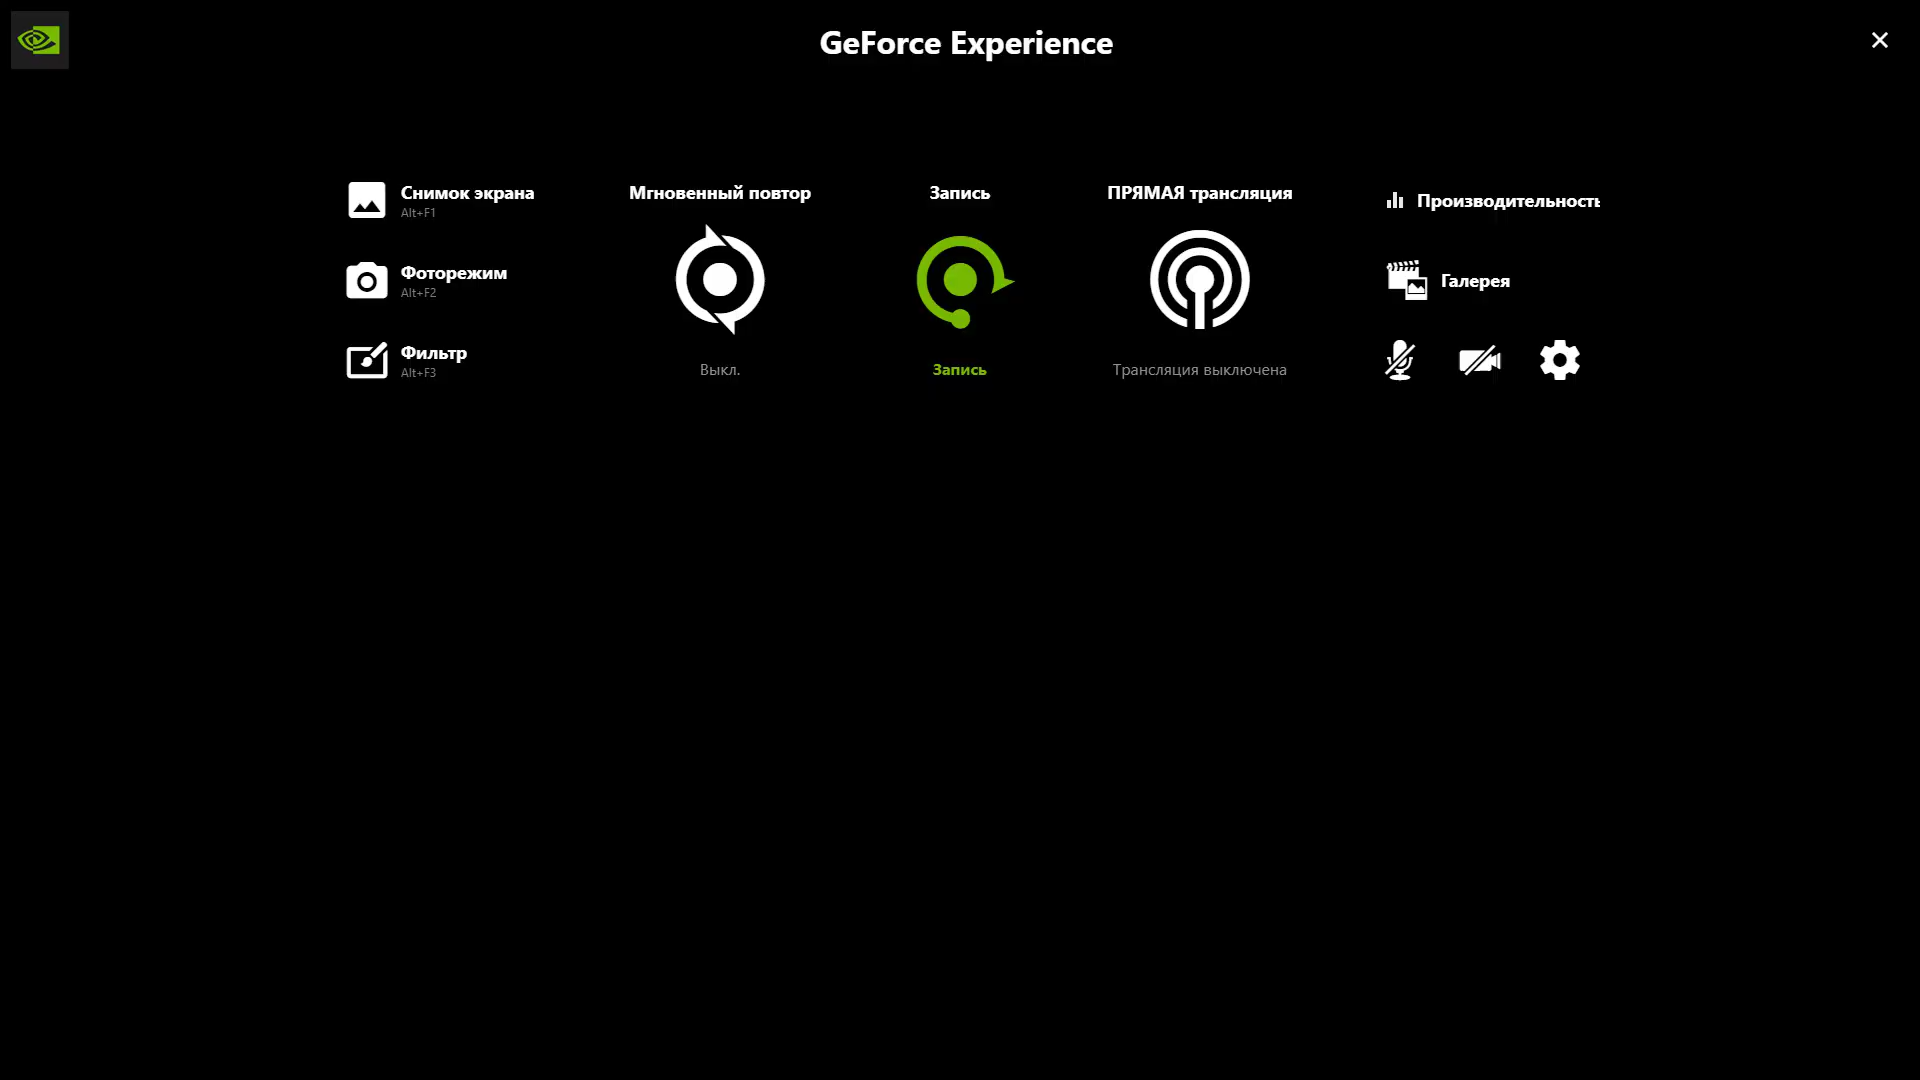 GeForce Experience
Снимок экрана
Alt+F1
Фоторежим
Alt+F2
Фильтр
Alt+F3
Мгновенный повтор
Выкл.
Запись
Запись
ПРЯМАЯ трансляция
Трансляция выключена
Производительность
Галерея